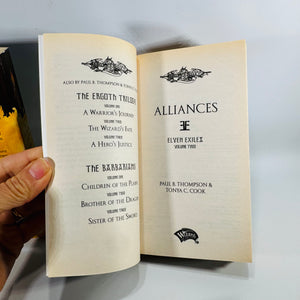 ALSO BY PAUL B. THOMPSON & TONYA C. COOK
THE ERGOTH TRILOGY
VOLUME ONE
A WARRIOR'S JOURNEY
VOLUME TWO
THE WIZARD'S FATE
VOLUME THREE
A HERO'S JUSTICE
THE BARBARIANS
VOLUME ONE
CHILDREN OF THE PLAINS
VOLUME TWO
BROTHER OF THE DRAGON
VOLUME THREE
SISTER OF THE SWORD
ALLIANCES
ELVEN EXILES
VOLUME TWO
PAUL B. THOMPSON &
TONYA C. COOK